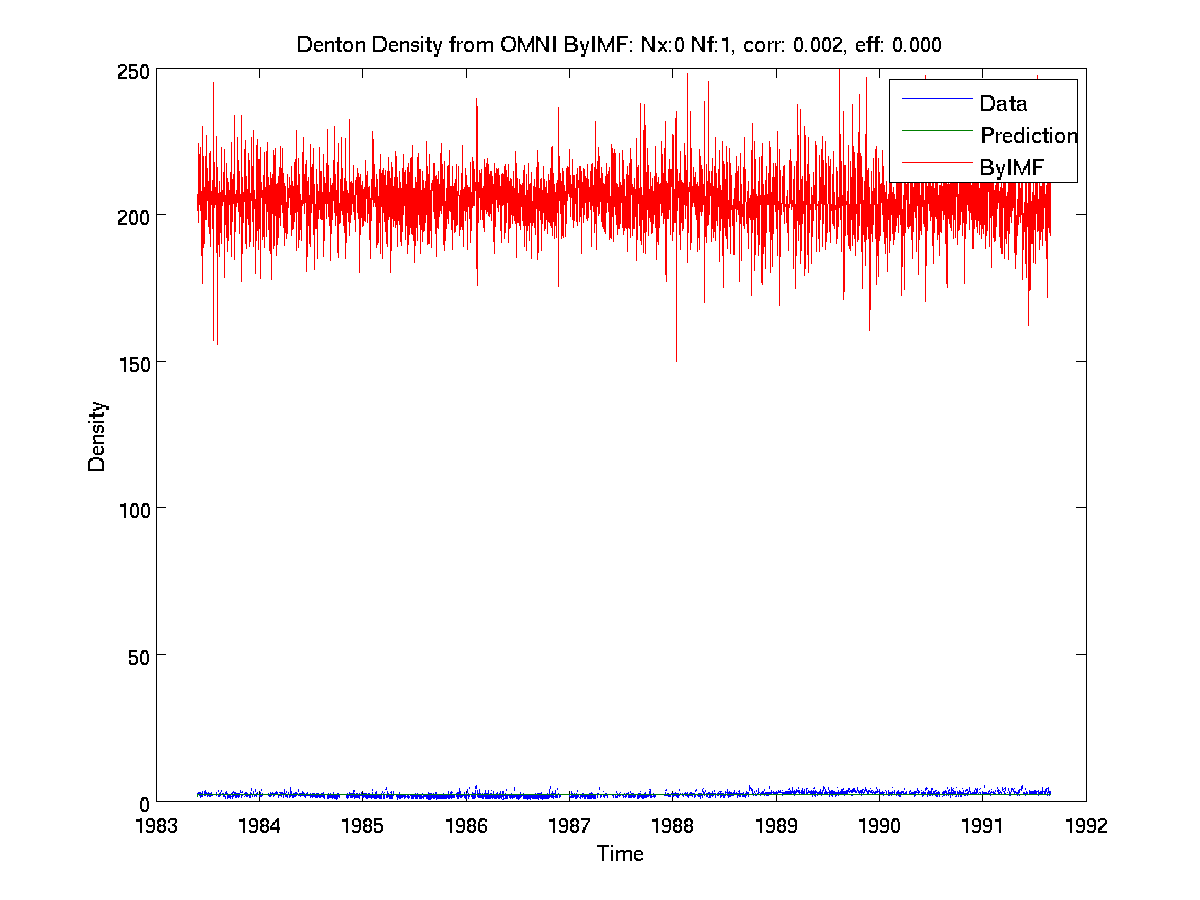 Denton Density from OMNI ByIMF: Nx:0 Nf:1, corr: 0.002, eff: 0.000
250
200
150
100
50
0
Density
Data
Prediction
ByIMF
1983 1984 1985 1986 1987 1988 1989 1990 1991 1992
Time